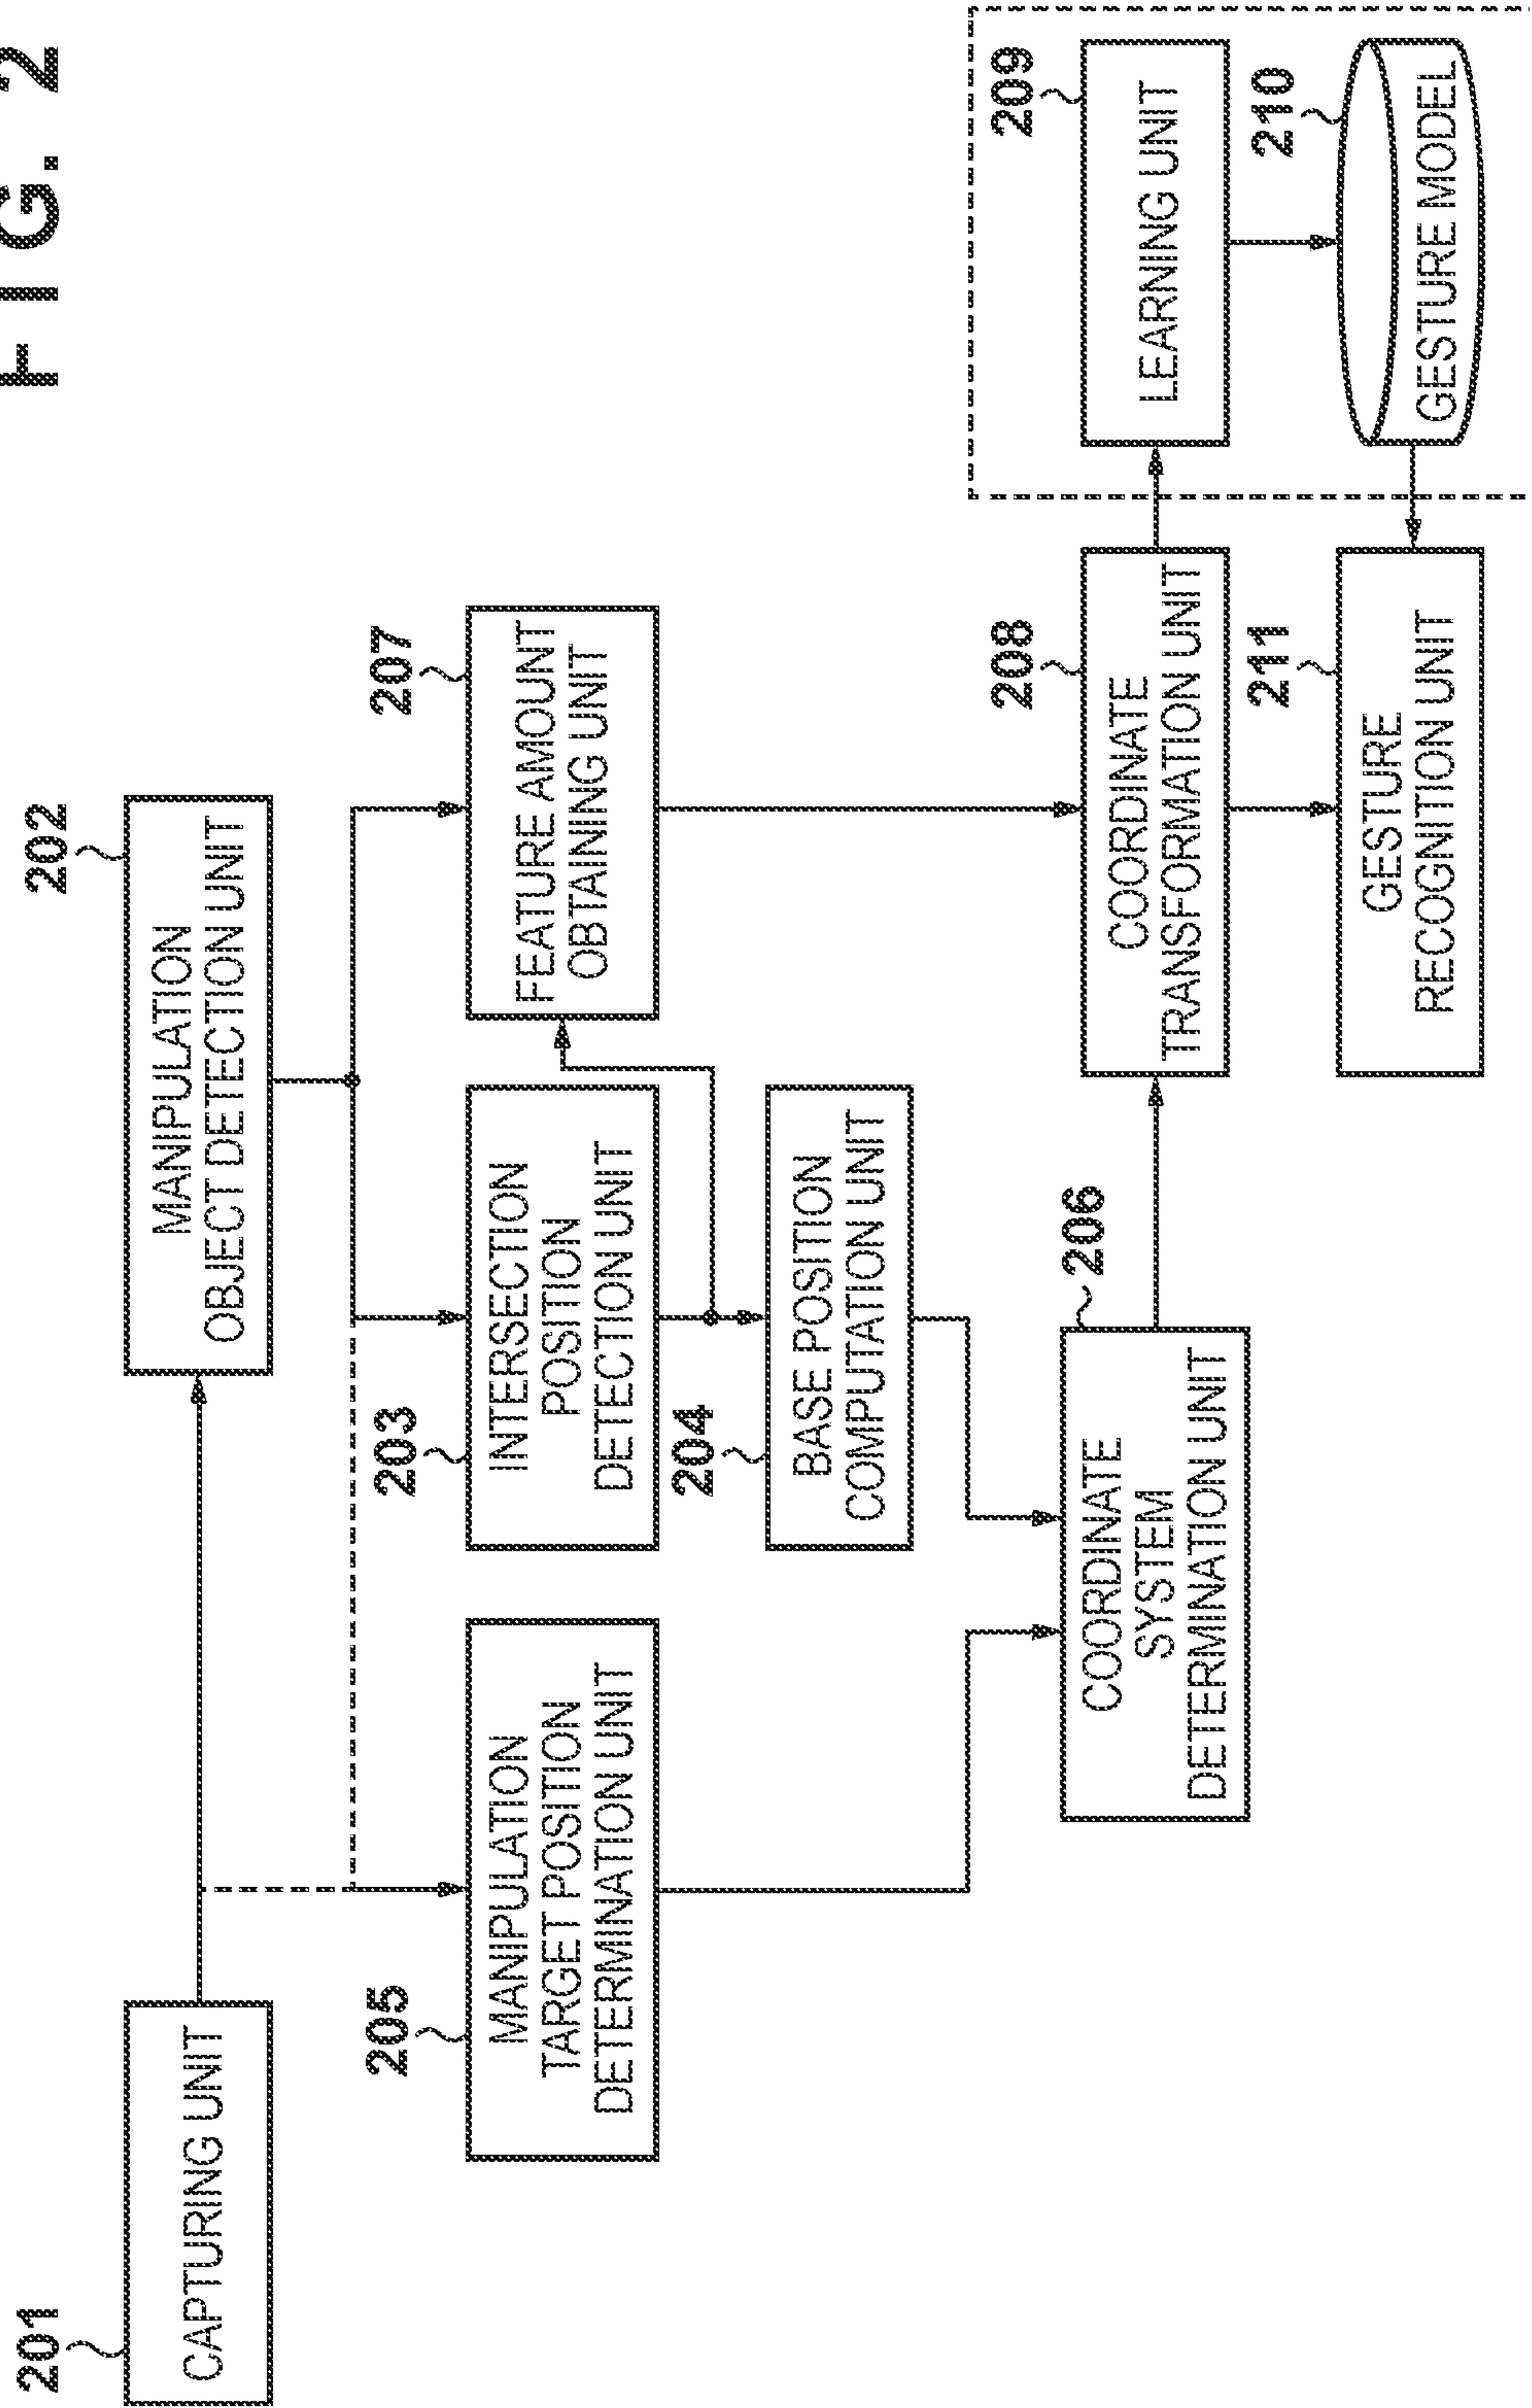 FIG. 2
201
CAPTURING UNIT
202
MANIPULATION
OBJECT DETECTION UNIT
205
MANIPULATION
TARGET POSITION
DETERMINATION UNIT
203
INTERSECTION
POSITION
DETECTION UNIT
207
FEATURE AMOUNT
OBTAINING UNIT
204
BASE POSITION
COMPUTATION UNIT
206
COORDINATE
SYSTEM
DETERMINATION UNIT
208
COORDINATE
TRANSFORMATION UNIT
209
LEARNING UNIT
211
GESTURE
RECOGNITION UNIT
210
GESTURE MODEL